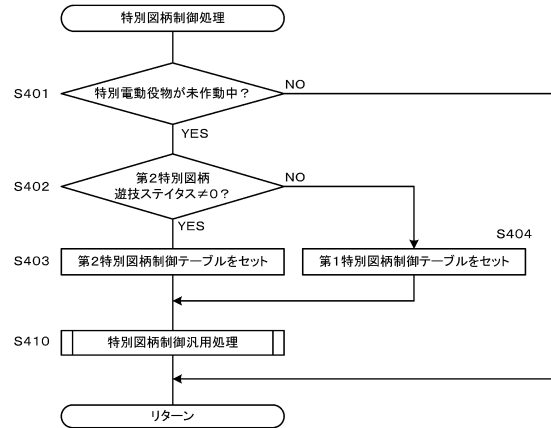 特別図柄制御処理
S401
特別電動役物が未作動中？
NO
YES
S402
第2特別図柄
遊技ステイタス≠0？
NO
YES
S403
第2特別図柄制御テーブルをセット
S404
第1特別図柄制御テーブルをセット
S410
特別図柄制御汎用処理
リターン